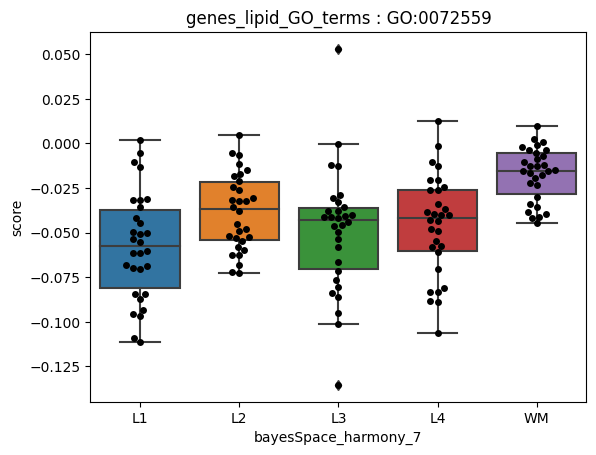 genes_lipid_GO_terms : GO:0072559
0.050
0.025
0.000
−0.025
−0.050
−0.075
−0.100
−0.125
score
L1 L2 L3 L4 WM
bayesSpace_harmony_7